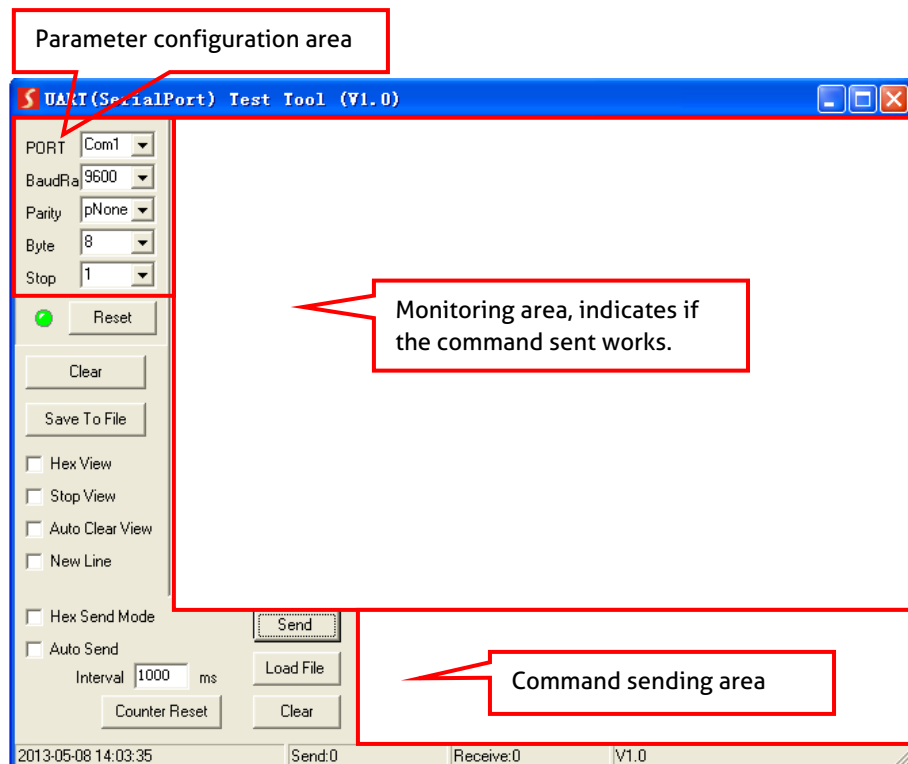 Parameter configuration area
UART(SerialPort) Test Tool (V1.0)
PORT Com1
BaudRa 9600
Parity pNone
Byte 8
Stop 1
Reset
Monitoring area, indicates if
the command sent works.
Clear
Save To File
Hex View
Stop View
Auto Clear View
New Line
Hex Send Mode
Send
Auto Send
Interval 1000 ms
Load File
Command sending area
Counter Reset
Clear
2013-05-08 14:03:35 Send:0 Receive:0 V1.0